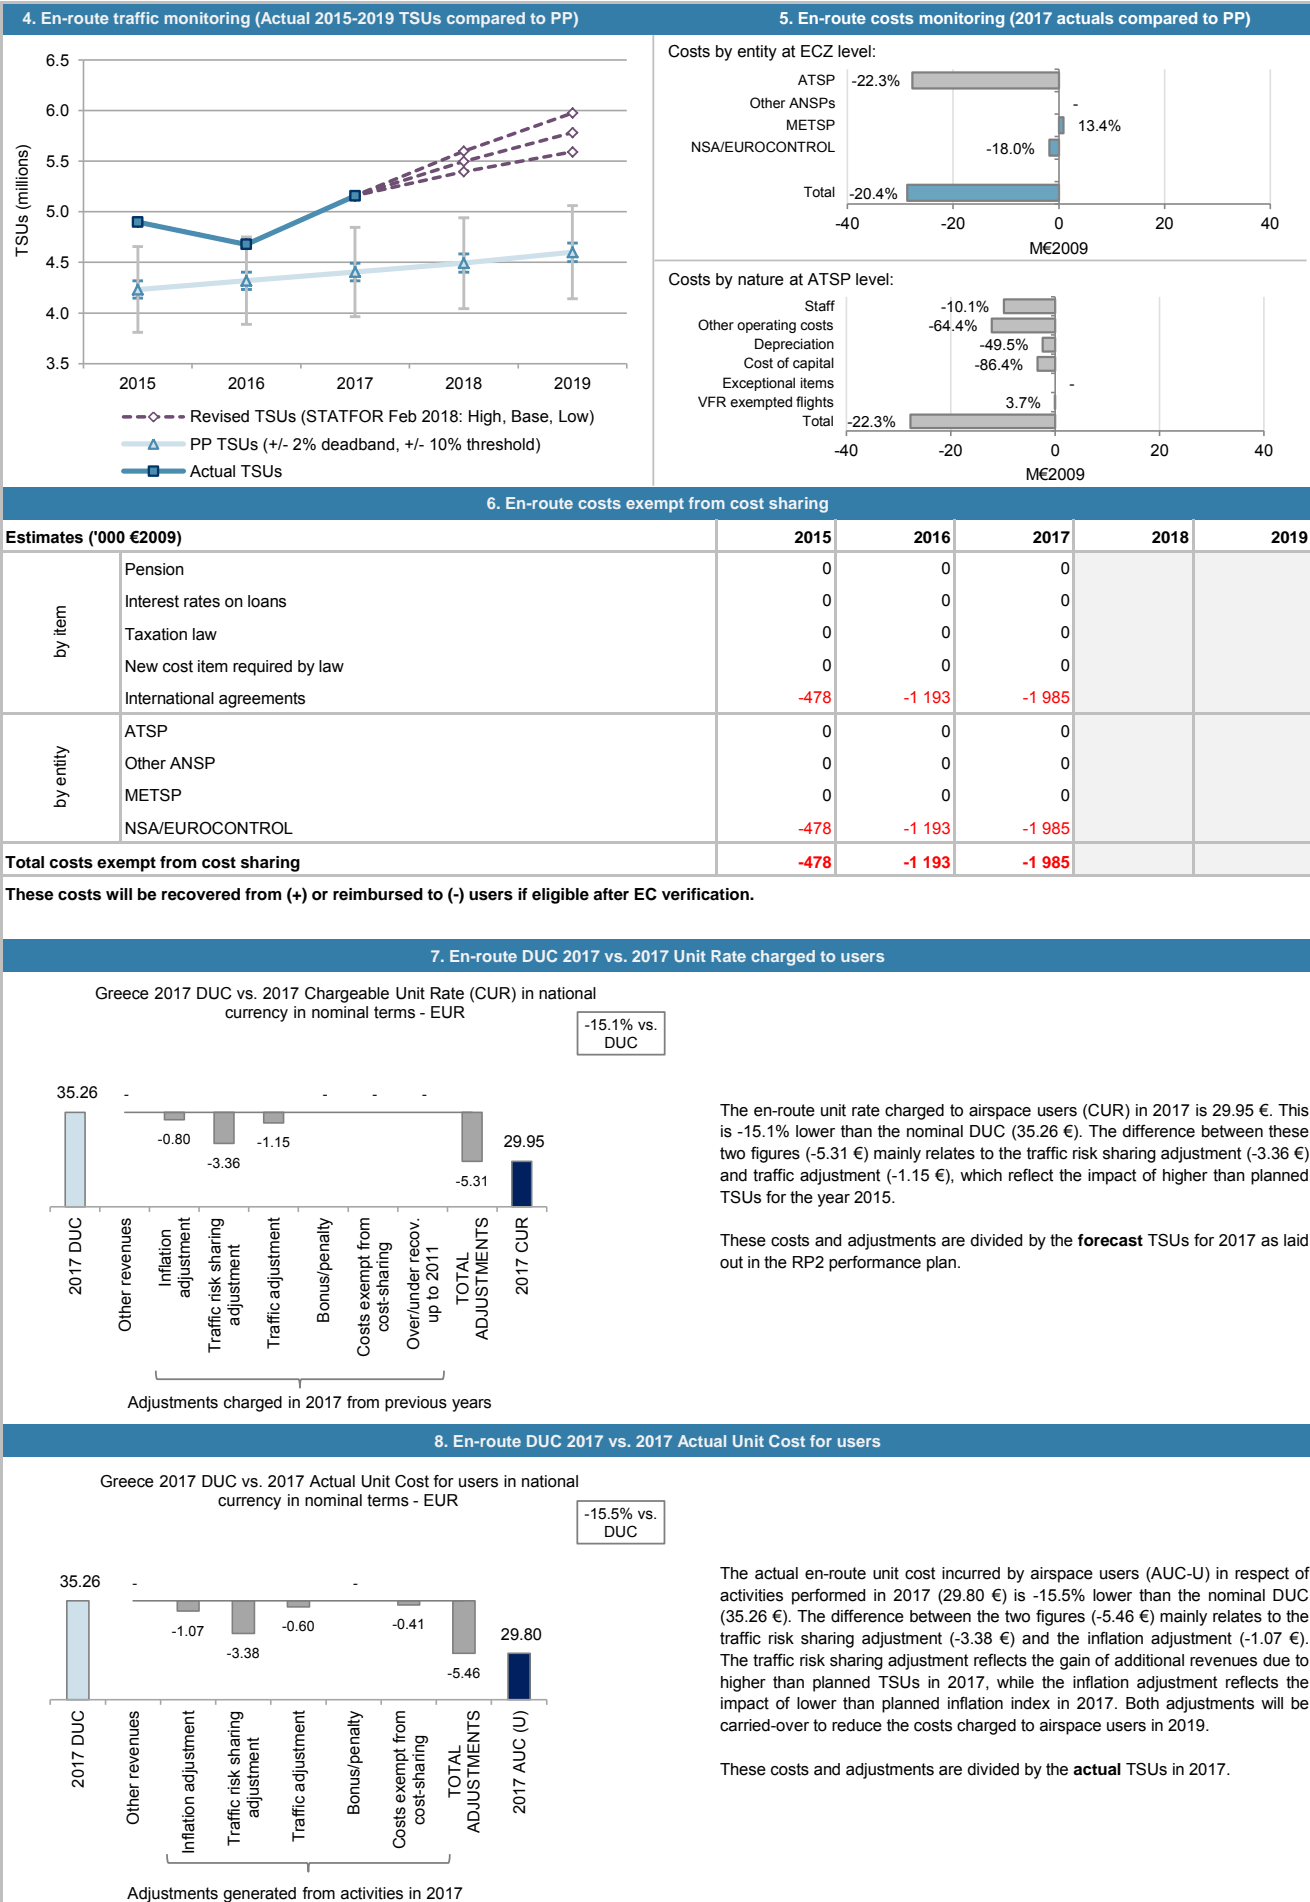 4. En-route traffic monitoring (Actual 2015-2019 TSUs compared to PP)
6.5
6.0
5.5
5.0
4.5
4.0
3.5
TSUs (millions)
2015 2016 2017 2018 2019
Revised TSUs (STATFOR Feb 2018: High, Base, Low)
PP TSUs (+/- 2% deadband, +/- 10% threshold)
Actual TSUs
5. En-route costs monitoring (2017 actuals compared to PP)
Costs by entity at ECZ level:
ATSP -22.3%
Other ANSPs -
METSP 13.4%
NSA/EUROCONTROL -18.0%
Total -20.4%
-40 -20 0 20 40
M€2009
Costs by nature at ATSP level:
Staff -10.1%
Other operating costs -64.4%
Depreciation -49.5%
Cost of capital -86.4%
Exceptional items -
VFR exempted flights 3.7%
Total -22.3%
-40 -20 0 20 40
M€2009
6. En-route costs exempt from cost sharing
Estimates ('000 €2009) 2015 2016 2017 2018 2019
by item
Pension 0 0 0
Interest rates on loans 0 0 0
Taxation law 0 0 0
New cost item required by law 0 0 0
International agreements -478 -1 193 -1 985
by entity
ATSP 0 0 0
Other ANSP 0 0 0
METSP 0 0 0
NSA/EUROCONTROL -478 -1 193 -1 985
Total costs exempt from cost sharing -478 -1 193 -1 985
These costs will be recovered from (+) or reimbursed to (-) users if eligible after EC verification.
7. En-route DUC 2017 vs. 2017 Unit Rate charged to users
Greece 2017 DUC vs. 2017 Chargeable Unit Rate (CUR) in national
currency in nominal terms - EUR
-15.1% vs.
DUC
35.26 - -0.80 -3.36 -1.15 - - - -5.31 29.95
2017 DUC
Other revenues
Inflation
adjustment
Traffic risk sharing
adjustment
Traffic adjustment
Bonus/penalty
Costs exempt from
cost-sharing
Over/under recov.
up to 2011
TOTAL
ADJUSTMENTS
2017 CUR
Adjustments charged in 2017 from previous years
The en-route unit rate charged to airspace users (CUR) in 2017 is 29.95 €. This
is -15.1% lower than the nominal DUC (35.26 €). The difference between these
two figures (-5.31 €) mainly relates to the traffic risk sharing adjustment (-3.36 €)
and traffic adjustment (-1.15 €), which reflect the impact of higher than planned
TSUs for the year 2015.
These costs and adjustments are divided by the forecast TSUs for 2017 as laid
out in the RP2 performance plan.
8. En-route DUC 2017 vs. 2017 Actual Unit Cost for users
Greece 2017 DUC vs. 2017 Actual Unit Cost for users in national
currency in nominal terms - EUR
-15.5% vs.
DUC
35.26 - -1.07 -3.38 -0.60 - -0.41 -5.46 29.80
2017 DUC
Other revenues
Inflation adjustment
Traffic risk sharing
adjustment
Traffic adjustment
Bonus/penalty
Costs exempt from
cost-sharing
TOTAL
ADJUSTMENTS
2017 AUC (U)
Adjustments generated from activities in 2017
The actual en-route unit cost incurred by airspace users (AUC-U) in respect of
activities performed in 2017 (29.80 €) is -15.5% lower than the nominal DUC
(35.26 €). The difference between the two figures (-5.46 €) mainly relates to the
traffic risk sharing adjustment (-3.38 €) and the inflation adjustment (-1.07 €).
The traffic risk sharing adjustment reflects the gain of additional revenues due to
higher than planned TSUs in 2017, while the inflation adjustment reflects the
impact of lower than planned inflation index in 2017. Both adjustments will be
carried-over to reduce the costs charged to airspace users in 2019.
These costs and adjustments are divided by the actual TSUs in 2017.